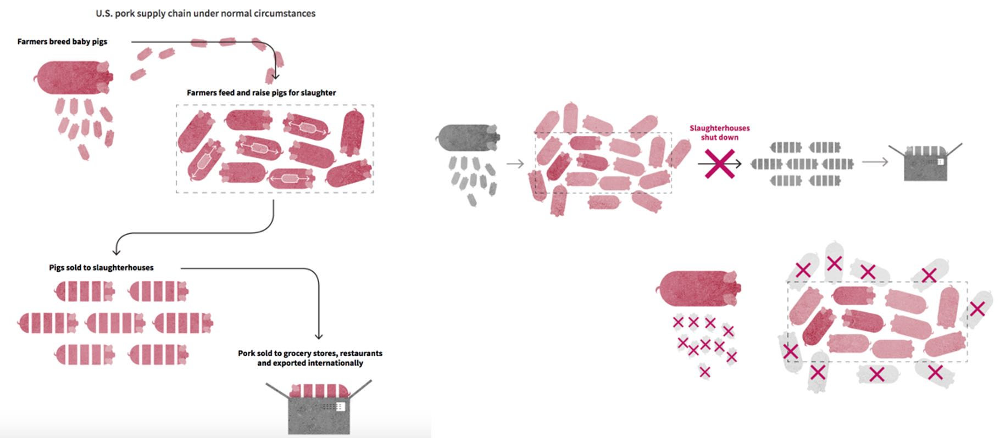 U.S. pork supply chain under normal circumstances
Farmers breed baby pigs
Farmers feed and raise pigs for slaughter
Pigs sold to slaughterhouses
Pork sold to grocery stores, restaurants
and exported internationally
Slaughterhouses
shut down